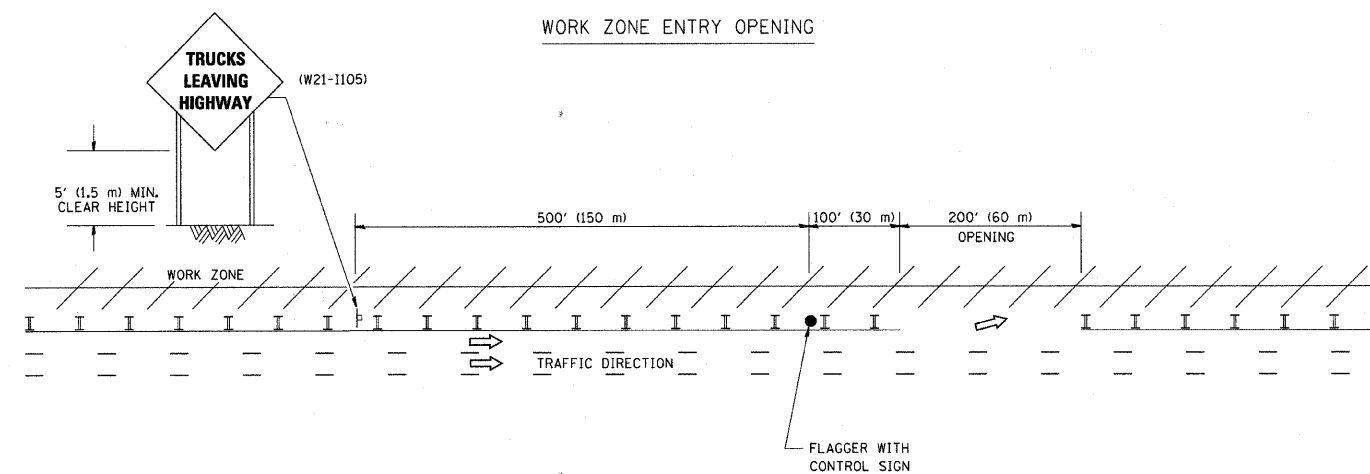 WORK ZONE ENTRY OPENING
TRUCKS
LEAVING
HIGHWAY
(W21-I105)
5' (1.5 m) MIN.
CLEAR HEIGHT
500' (150 m)
100' (30 m)
200' (60 m)
OPENING
WORK ZONE
TRAFFIC DIRECTION
FLAGGER WITH
CONTROL SIGN